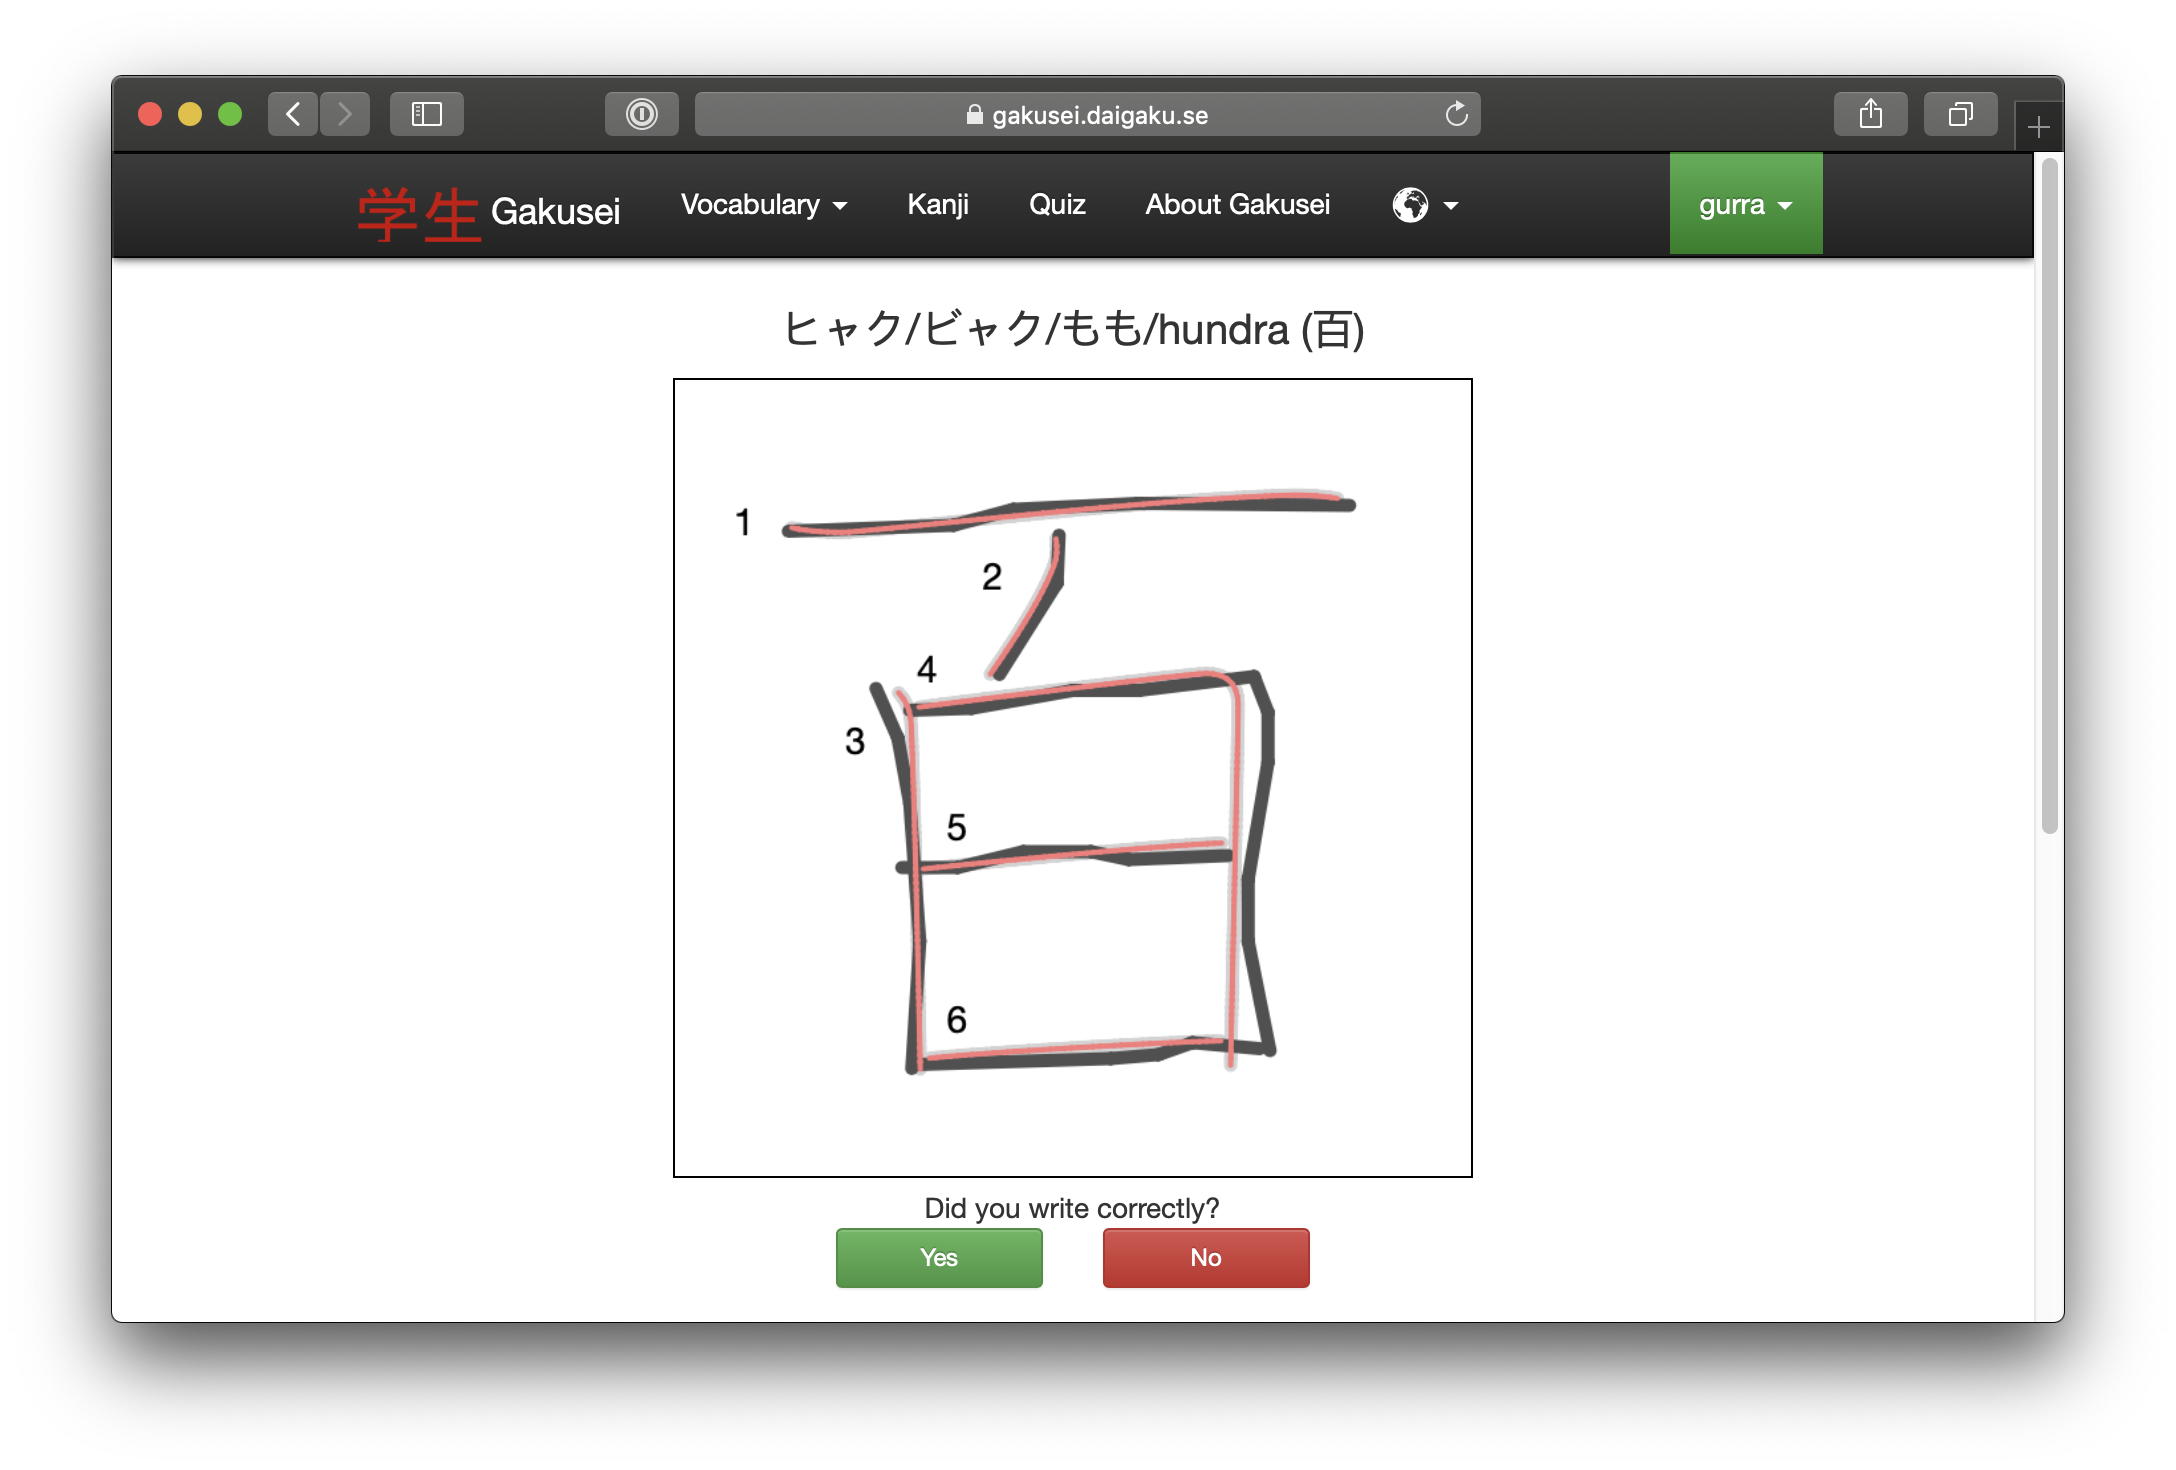 gakusei.daigaku.se
学生 Gakusei Vocabulary Kanji Quiz About Gakusei gurra
ヒャク/ビャク/もも/hundra (百)
1
2
4
3
5
6
Did you write correctly?
Yes No